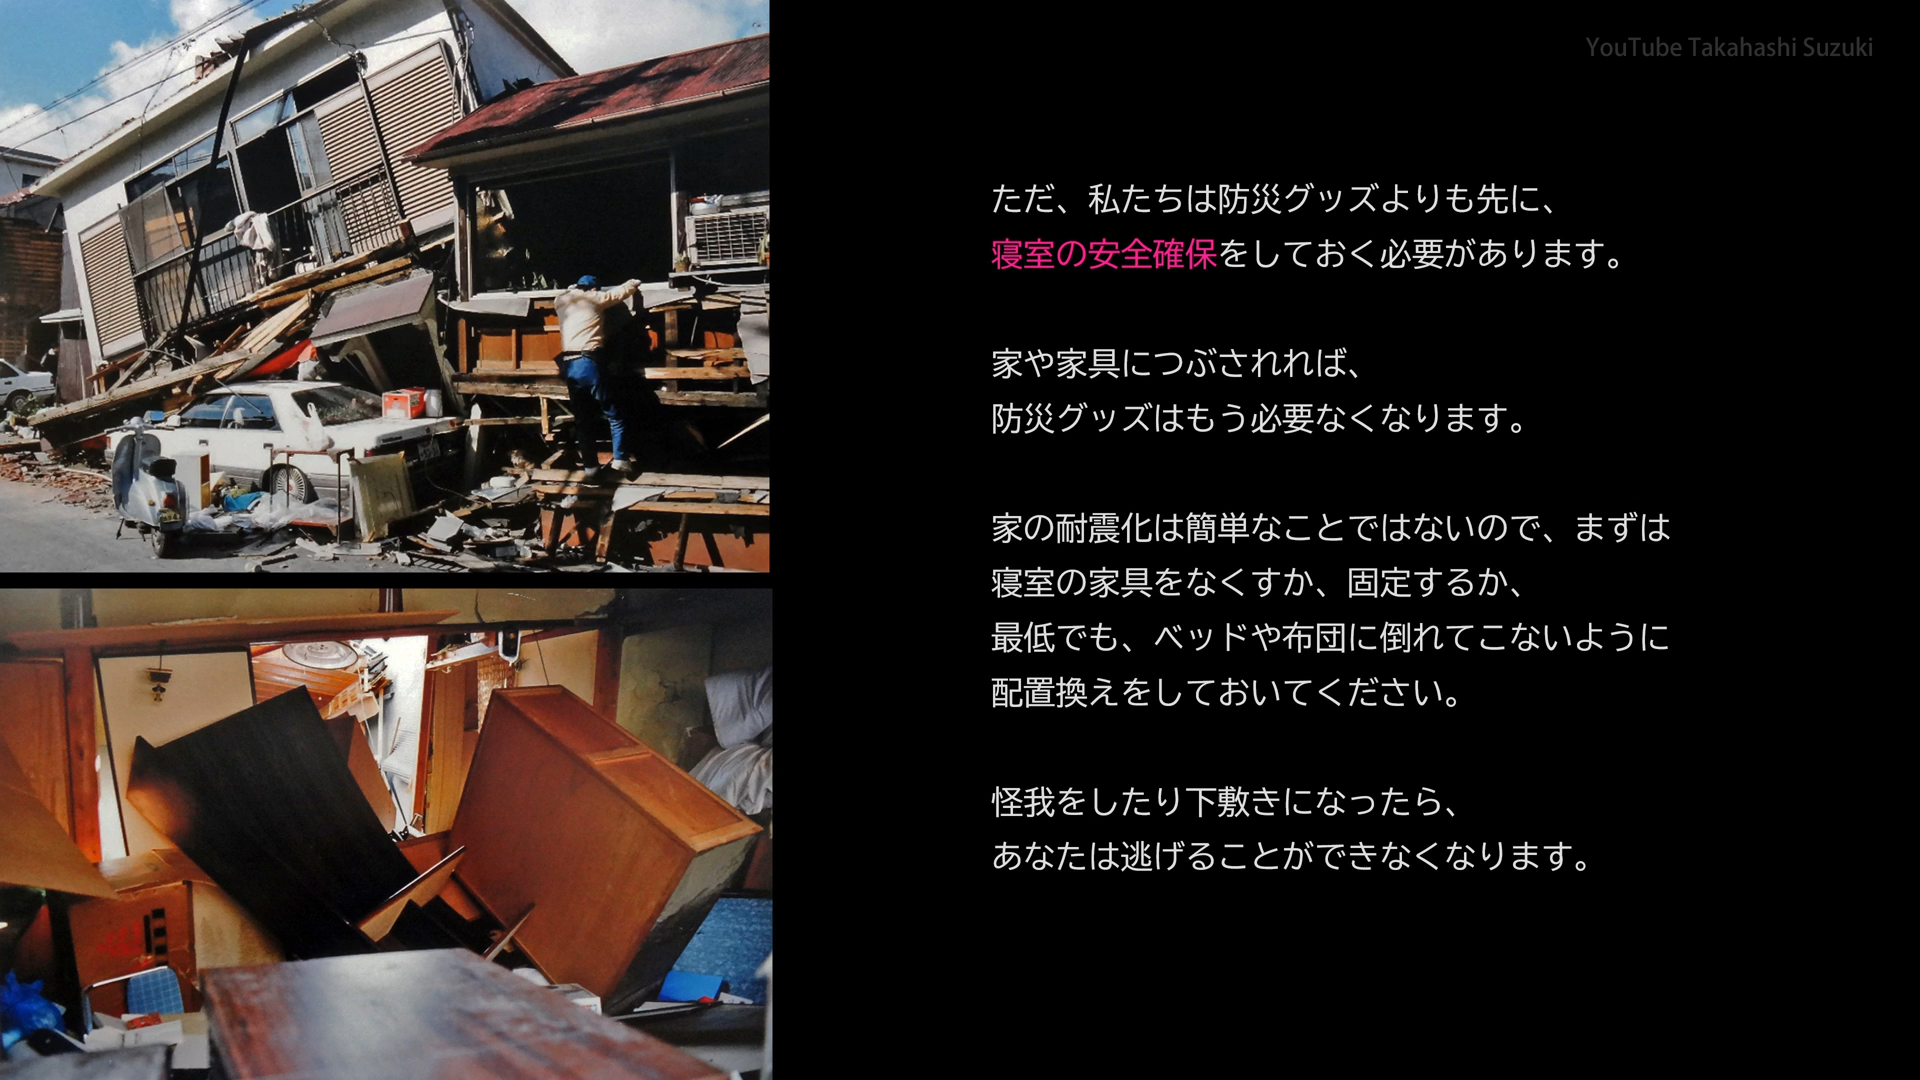 YouTube Takahashi Suzuki
ただ、私たちは防災グッズよりも先に、
寝室の安全確保をしておく必要があります。
家や家具につぶされれば、
防災グッズはもう必要なくなります。
家の耐震化は簡単なことではないので、まずは
寝室の家具をなくすか、固定するか、
最低でも、ベッドや布団に倒れてこないように
配置換えをしておいてください。
怪我をしたり下敷きになったら、
あなたは逃げることができなくなります。